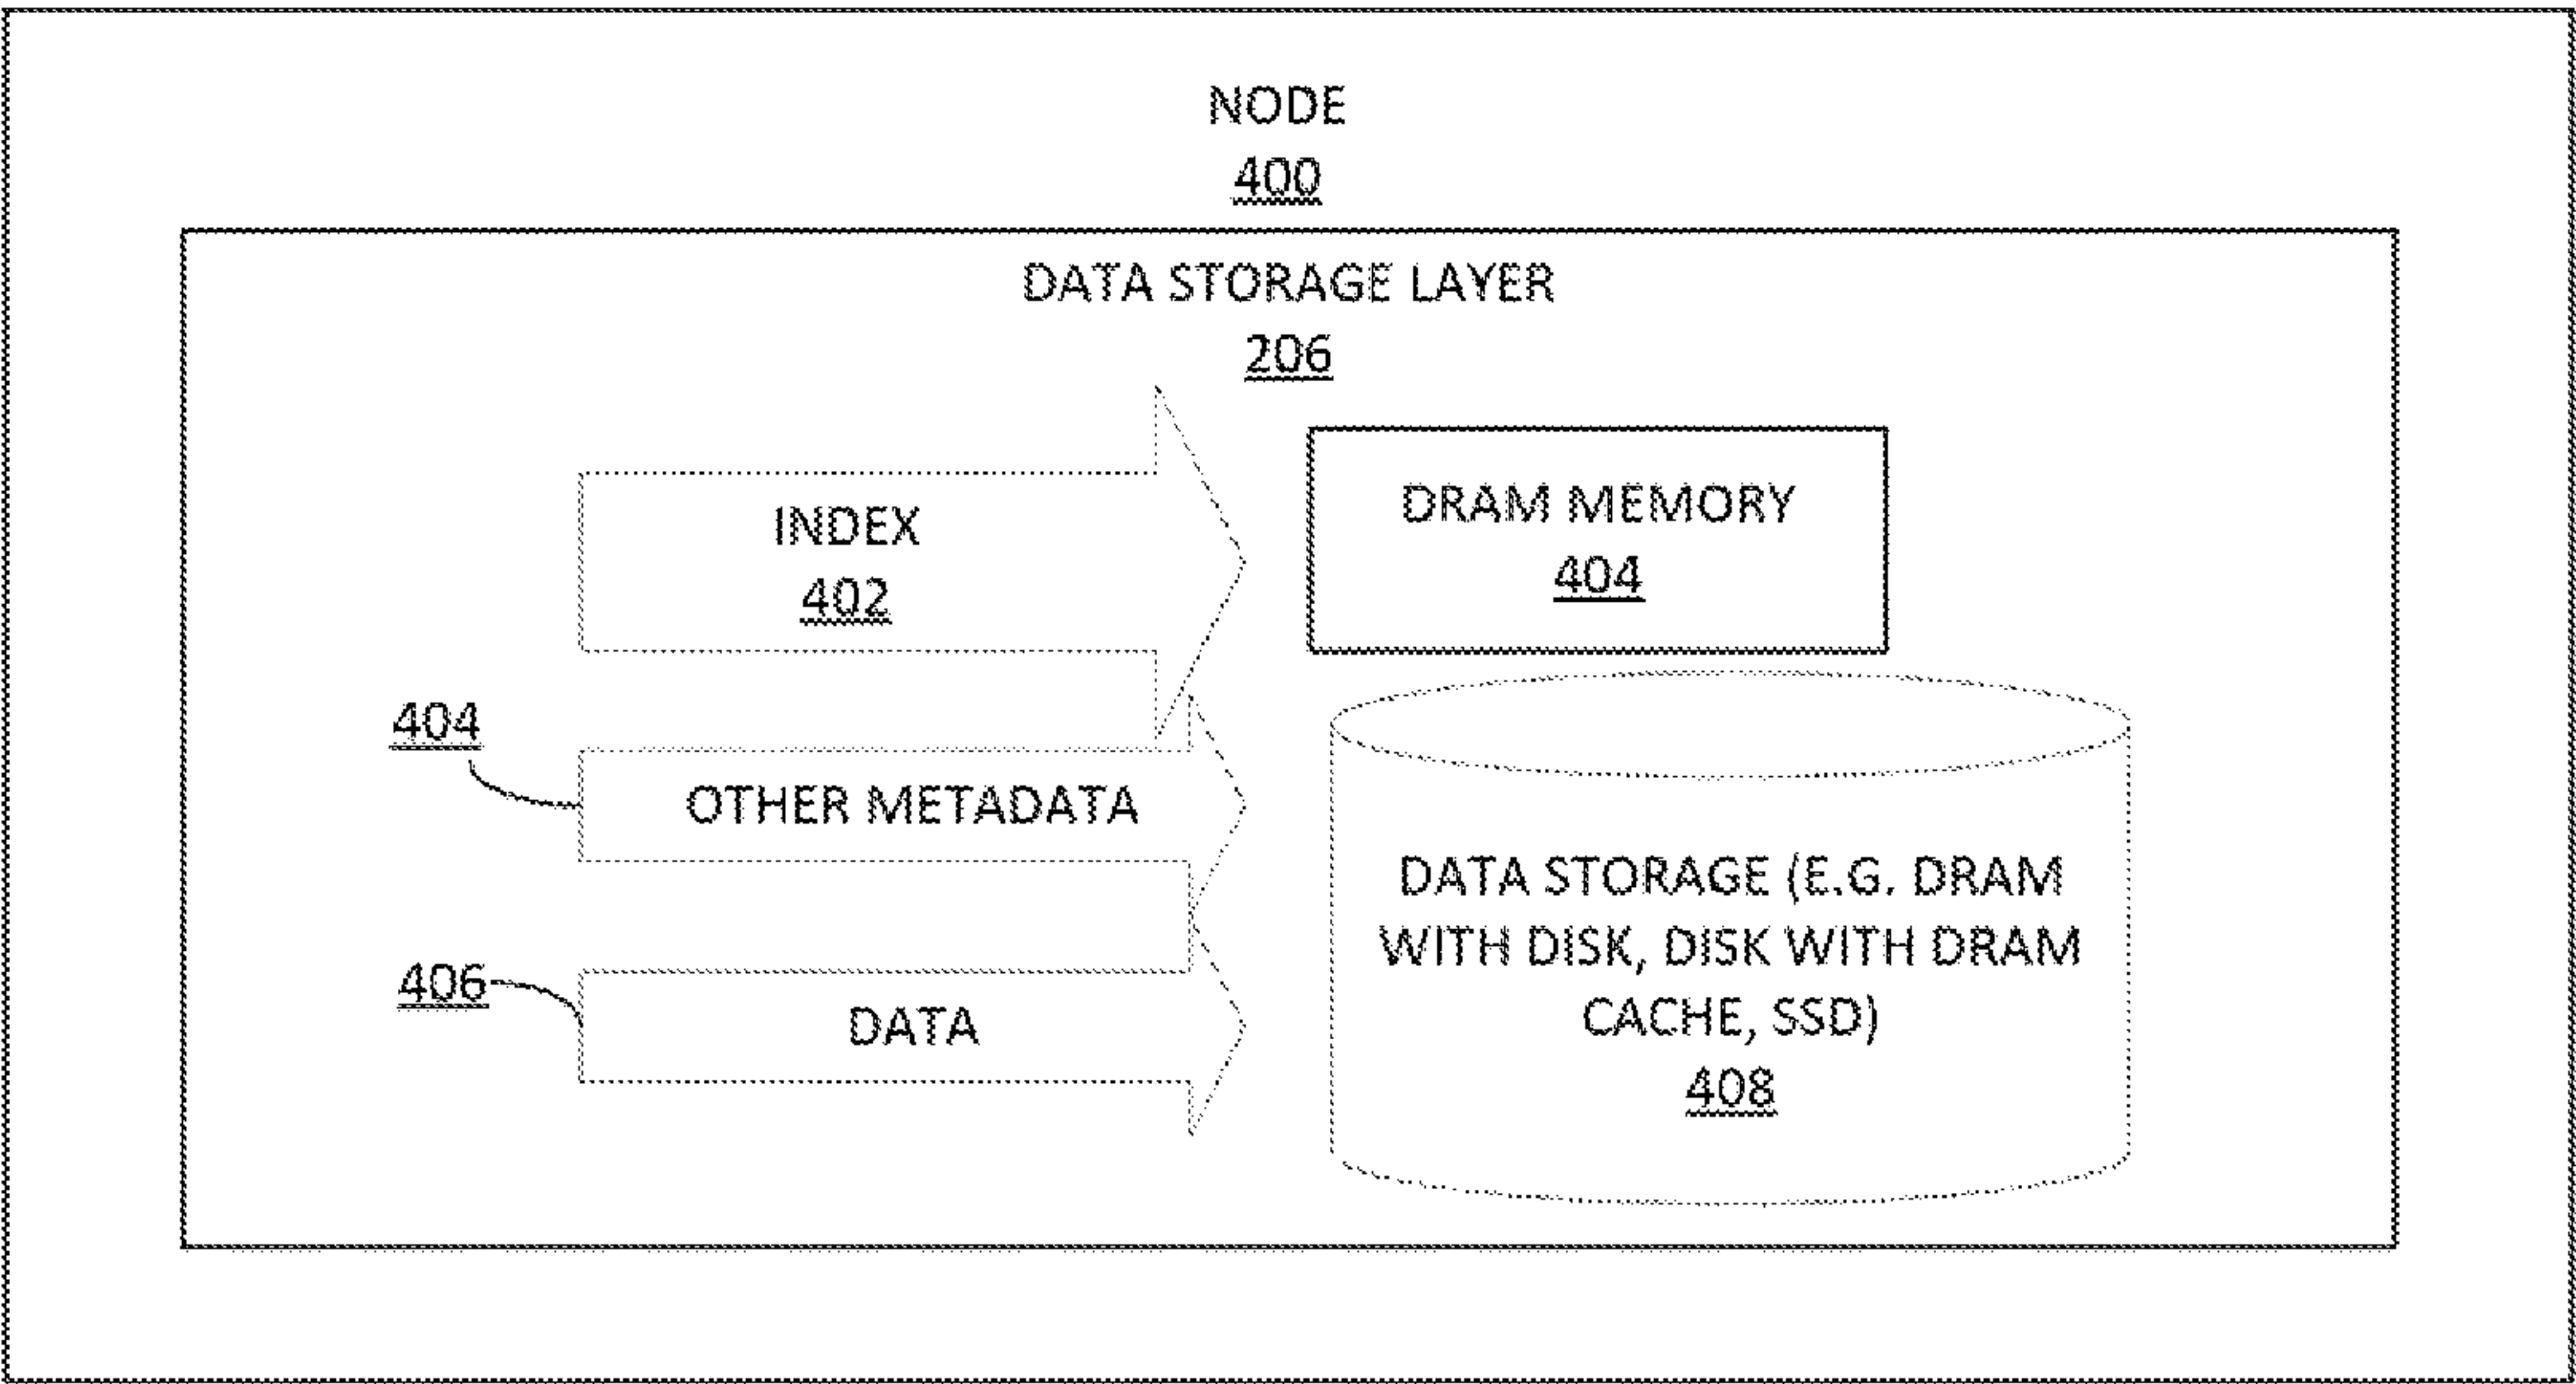 NODE
400
DATA STORAGE LAYER
206
INDEX
402
DRAM MEMORY
404
404
OTHER METADATA
406
DATA
DATA STORAGE (E.G. DRAM
WITH DISK, DISK WITH DRAM
CACHE, SSD)
408